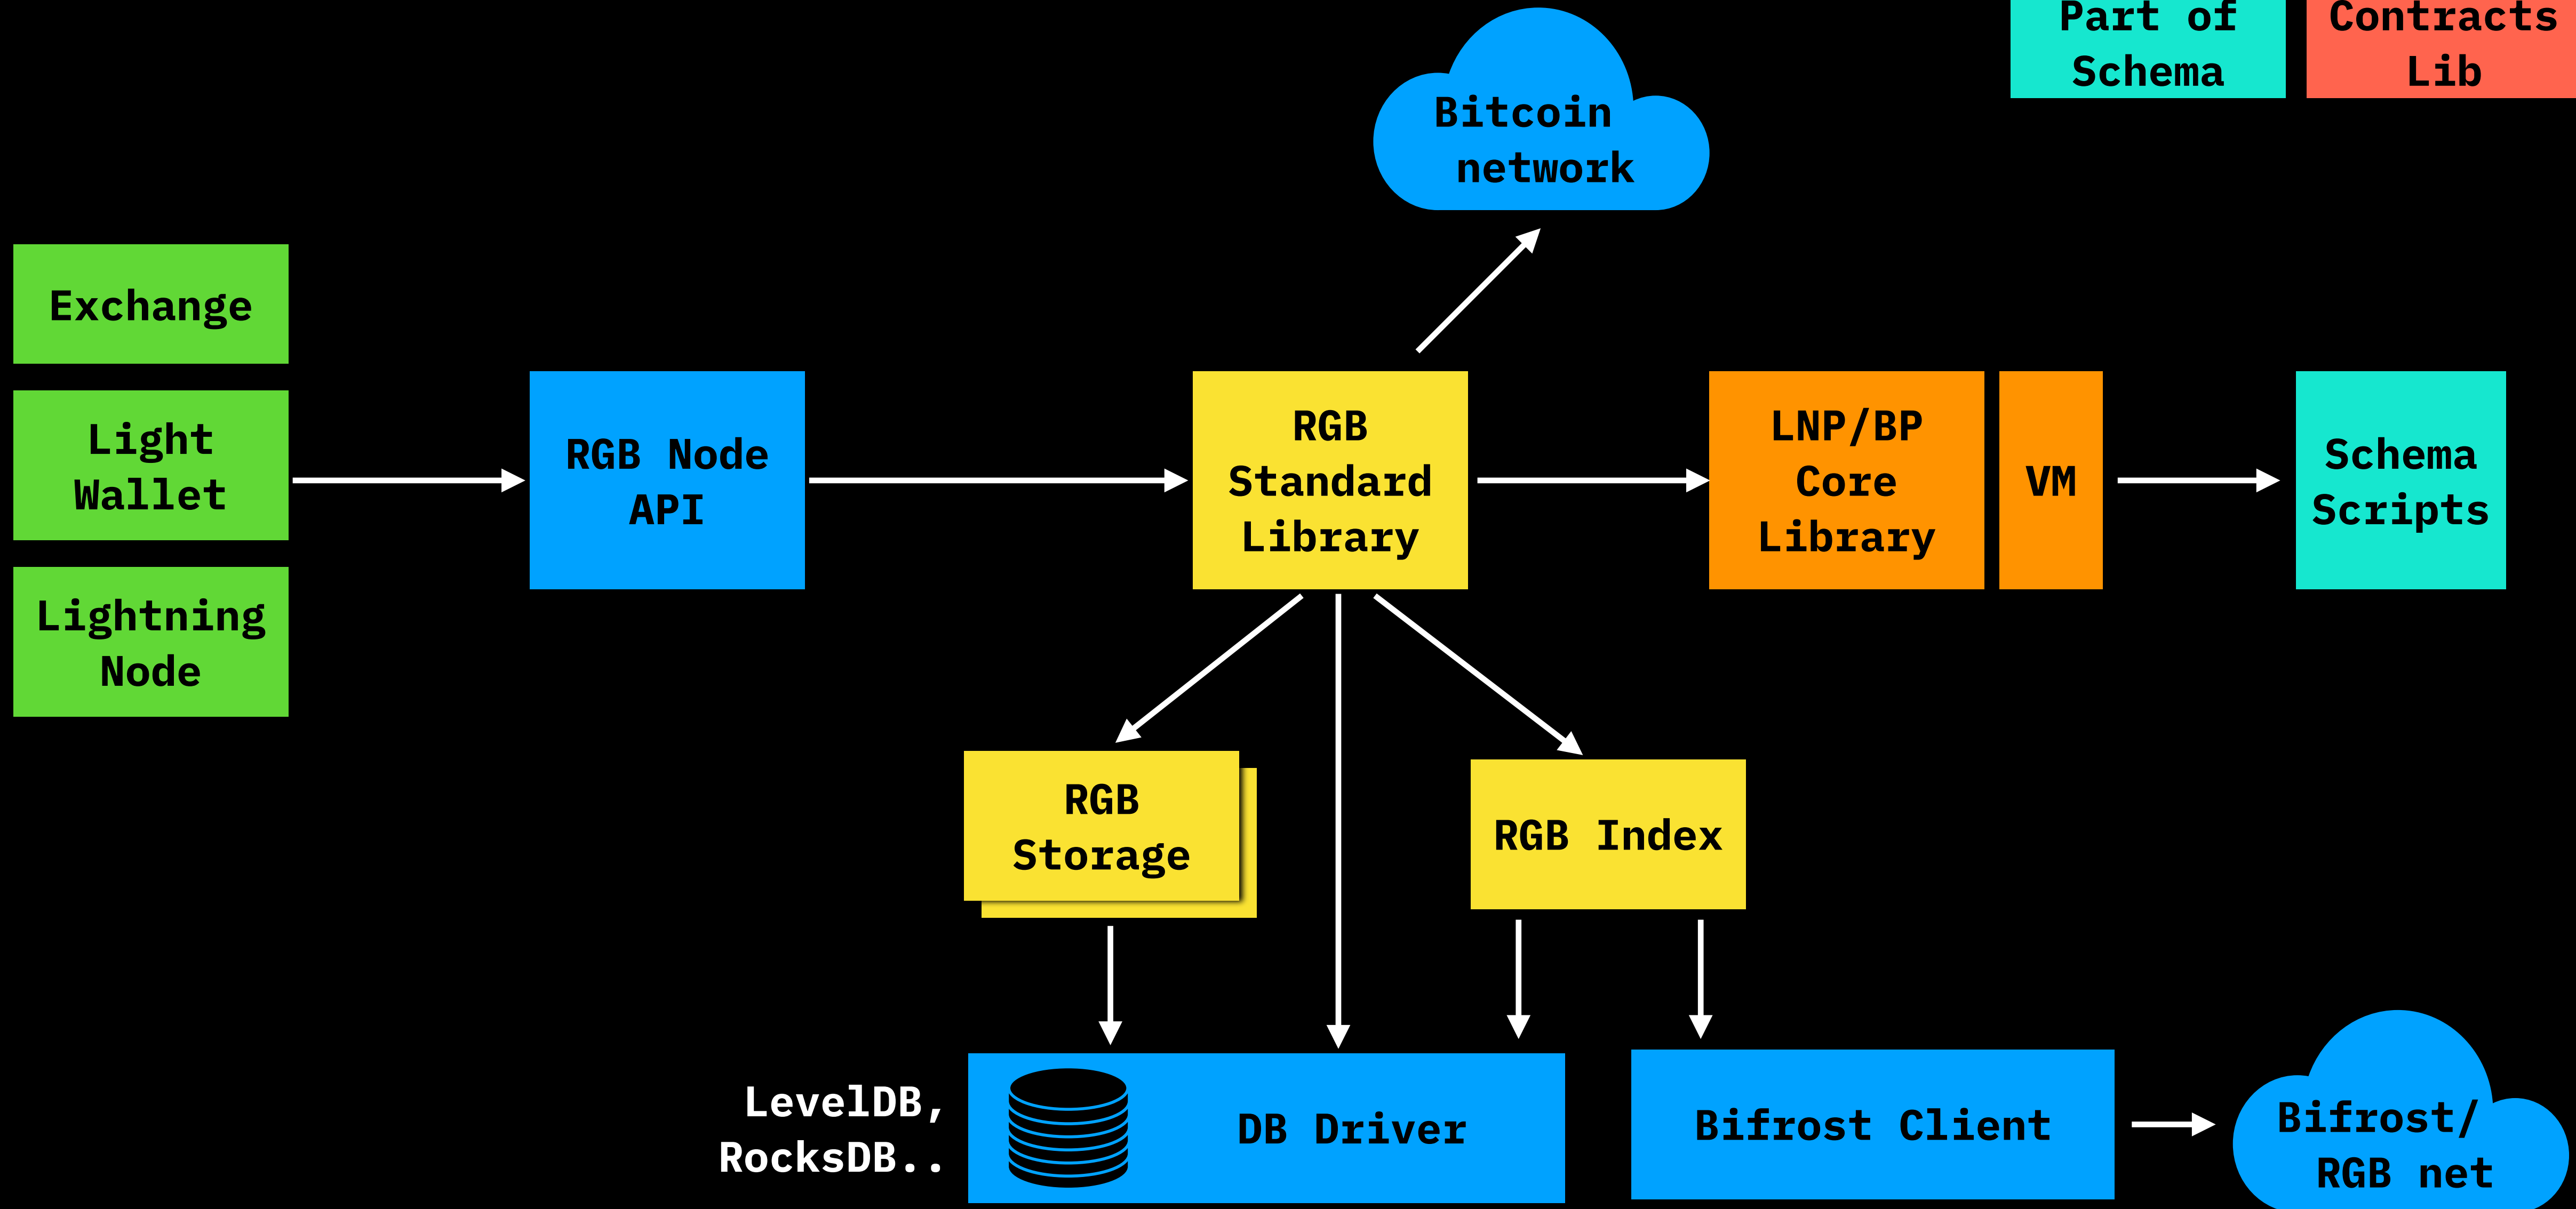 Part of
Schema
Contracts
Lib
Bitcoin
network
Exchange
Light
Wallet
Lightning
Node
RGB Node
API
RGB
Standard
Library
LNP/BP
Core
Library
VM
Schema
Scripts
RGB
Storage
RGB Index
LevelDB,
RocksDB..
DB Driver
Bifrost Client
Bifrost/
RGB net